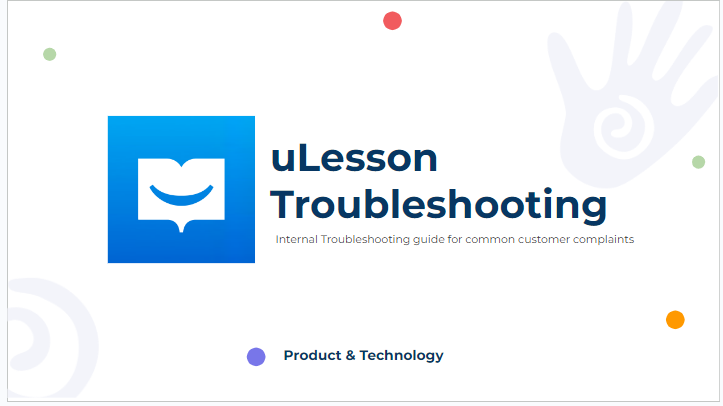 uLesson
Troubleshooting
Internal Troubleshooting guide for common customer complaints
Product & Technology